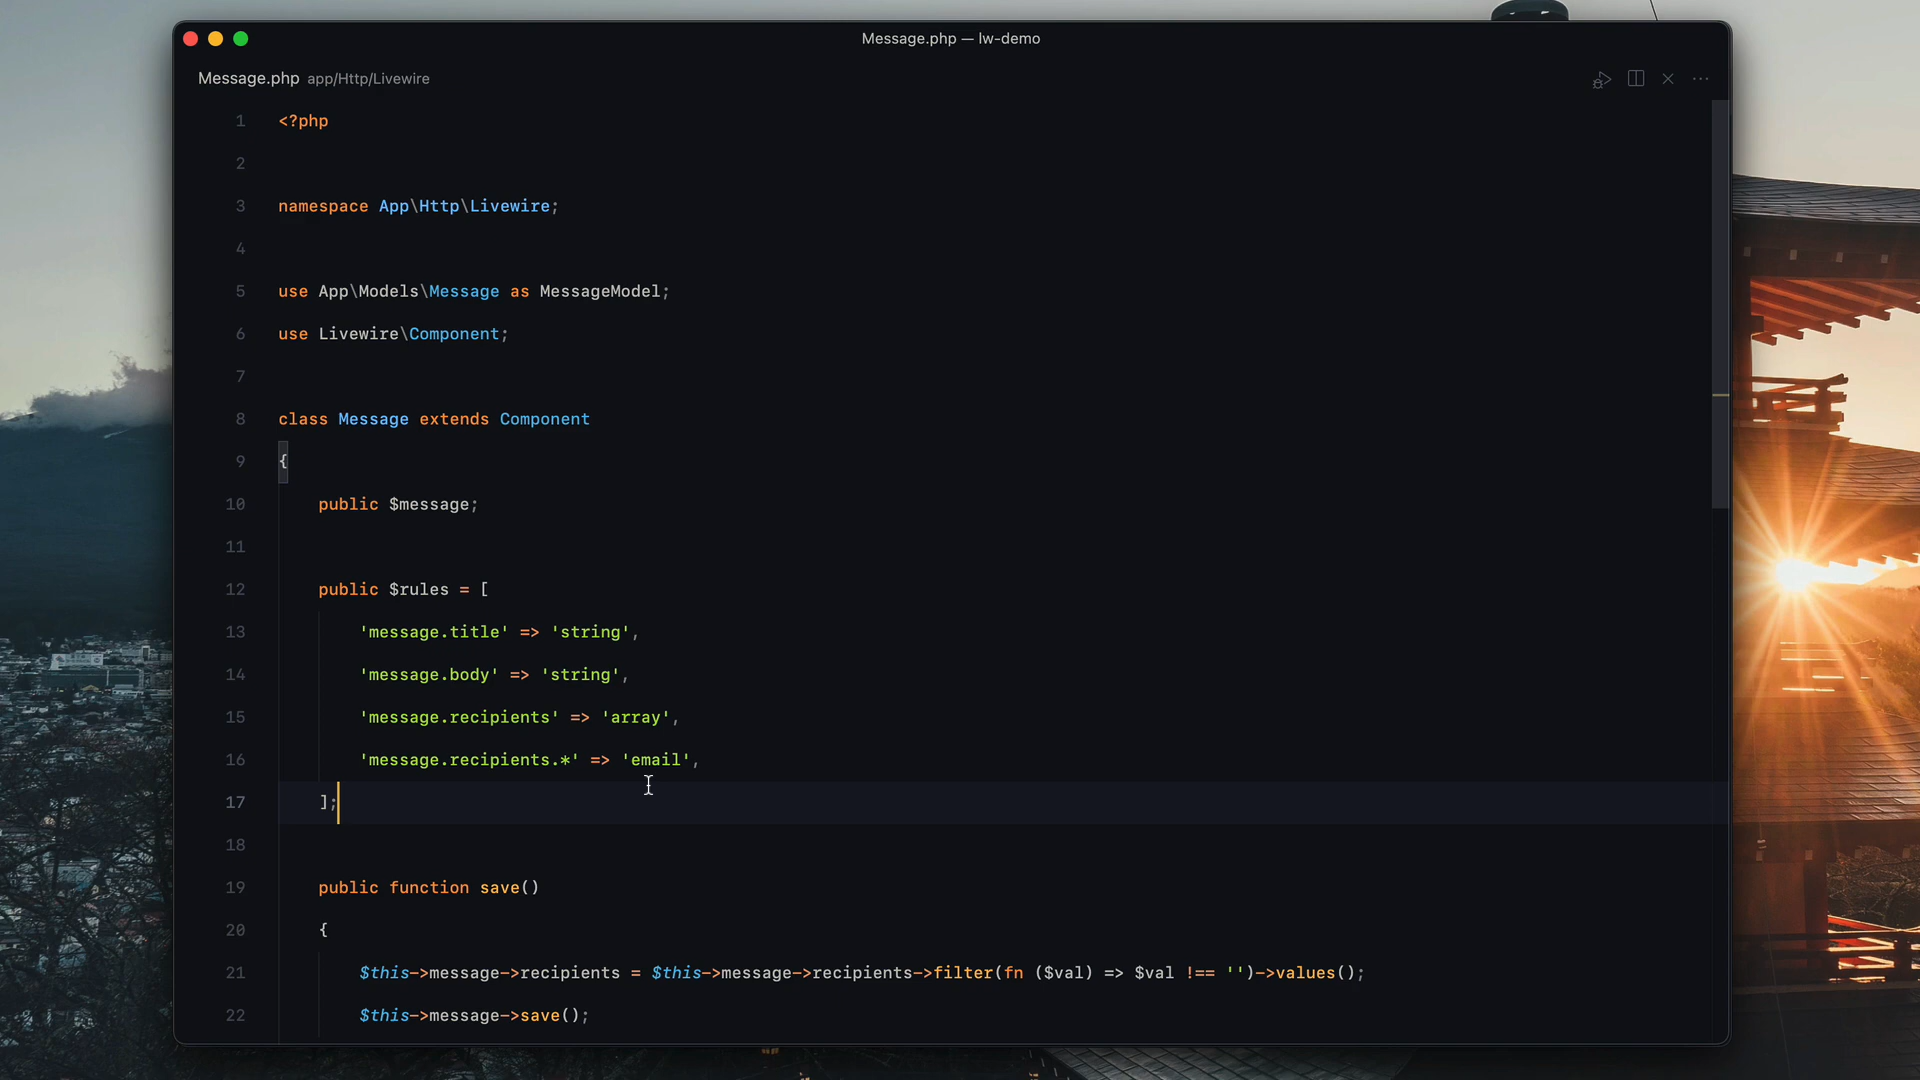 Message.php — lw-demo
Message.php app/Http/Livewire
1 <?php
2
3 namespace App\Http\Livewire;
4
5 use App\Models\Message as MessageModel;
6 use Livewire\Component;
7
8 class Message extends Component
9 {
10 public $message;
11
12 public $rules = [
13 'message.title' => 'string',
14 'message.body' => 'string',
15 'message.recipients' => 'array',
16 'message.recipients.*' => 'email',
17 ];
18
19 public function save()
20 {
21 $this->message->recipients = $this->message->recipients->filter(fn ($val) => $val !== '')->values();
22 $this->message->save();